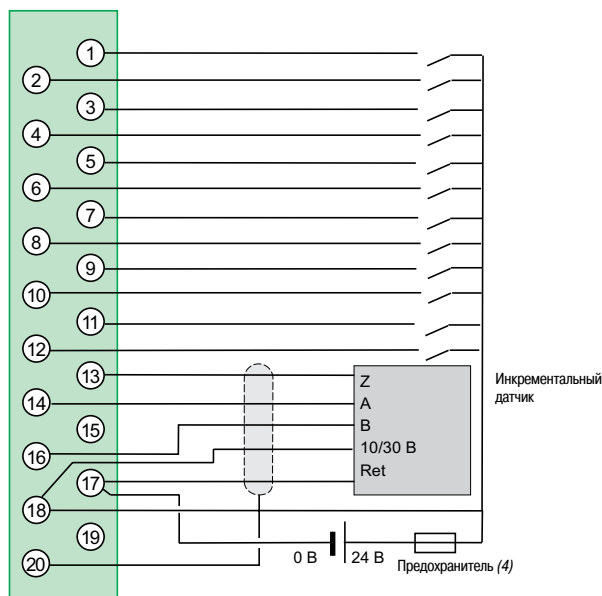 1
2
3
4
5
6
7
8
9
10
11
12
13
Z
Инкрементальный
датчик
14
A
15
B
16
10/30 В
17
Ret
18
19
0 В
24 В
Предохранитель (4)
20